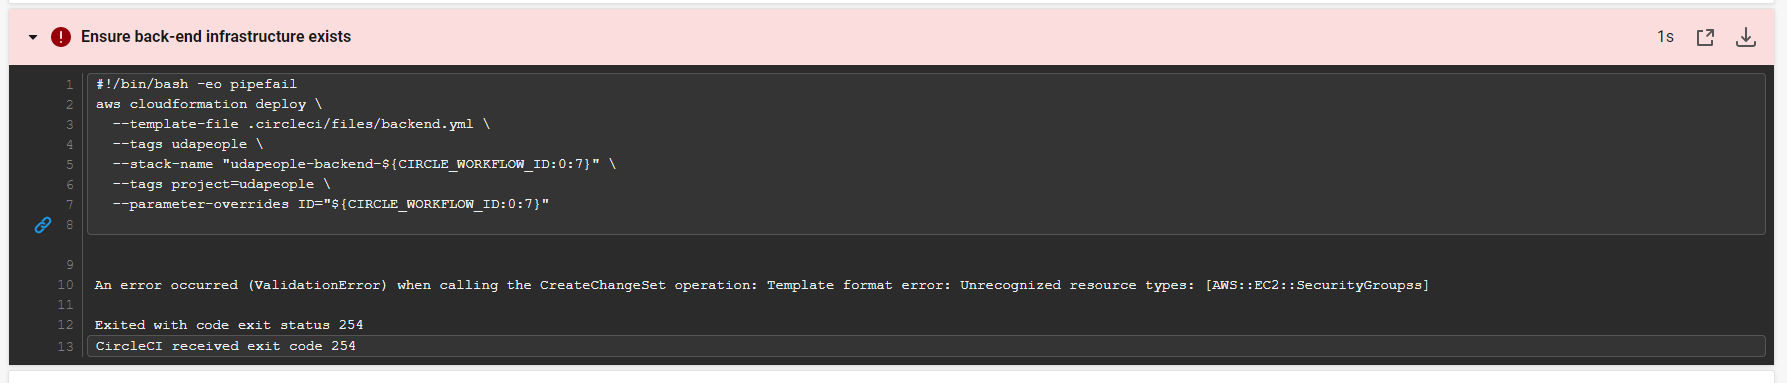 Ensure back-end infrastructure exists
1s
1 #!/bin/bash -eo pipefail
2 aws cloudformation deploy \
3   --template-file .circleci/files/backend.yml \
4   --tags udapeople \
5   --stack-name "udapeople-backend-${CIRCLE_WORKFLOW_ID:0:7}" \
6   --tags project=udapeople \
7   --parameter-overrides ID="${CIRCLE_WORKFLOW_ID:0:7}"
8
9
10 An error occurred (ValidationError) when calling the CreateChangeSet operation: Template format error: Unrecognized resource types: [AWS::EC2::SecurityGroupss]
11
12 Exited with code exit status 254
13 CircleCI received exit code 254